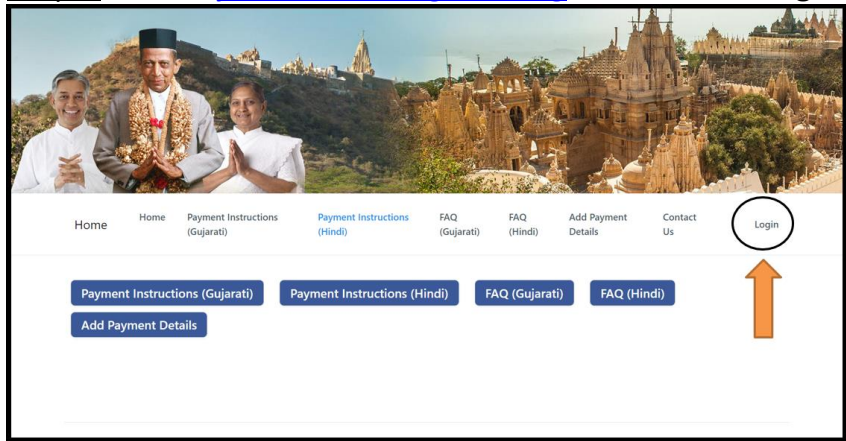 Home Home Payment Instructions (Gujarati) Payment Instructions (Hindi) FAQ (Gujarati) FAQ (Hindi) Add Payment Details Contact Us Login
Payment Instructions (Gujarati) Payment Instructions (Hindi) FAQ (Gujarati) FAQ (Hindi)
Add Payment Details